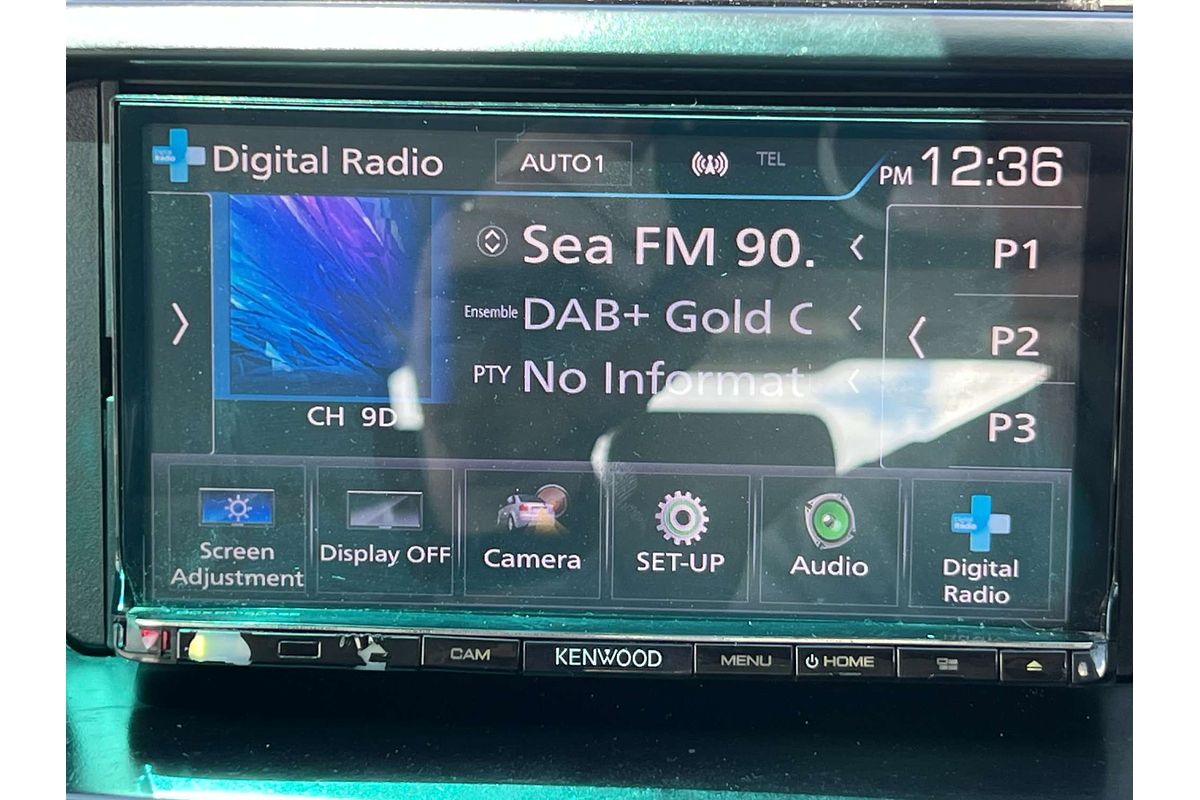 Digital Radio AUTO1 TEL PM 12:36
Sea FM 90.
Ensemble DAB+ Gold C
PTY No Informati
CH 9D
P1
P2
P3
Screen Adjustment
Display OFF
Camera
SET-UP
Audio
Digital Radio
CAM KENWOOD MENU HOME